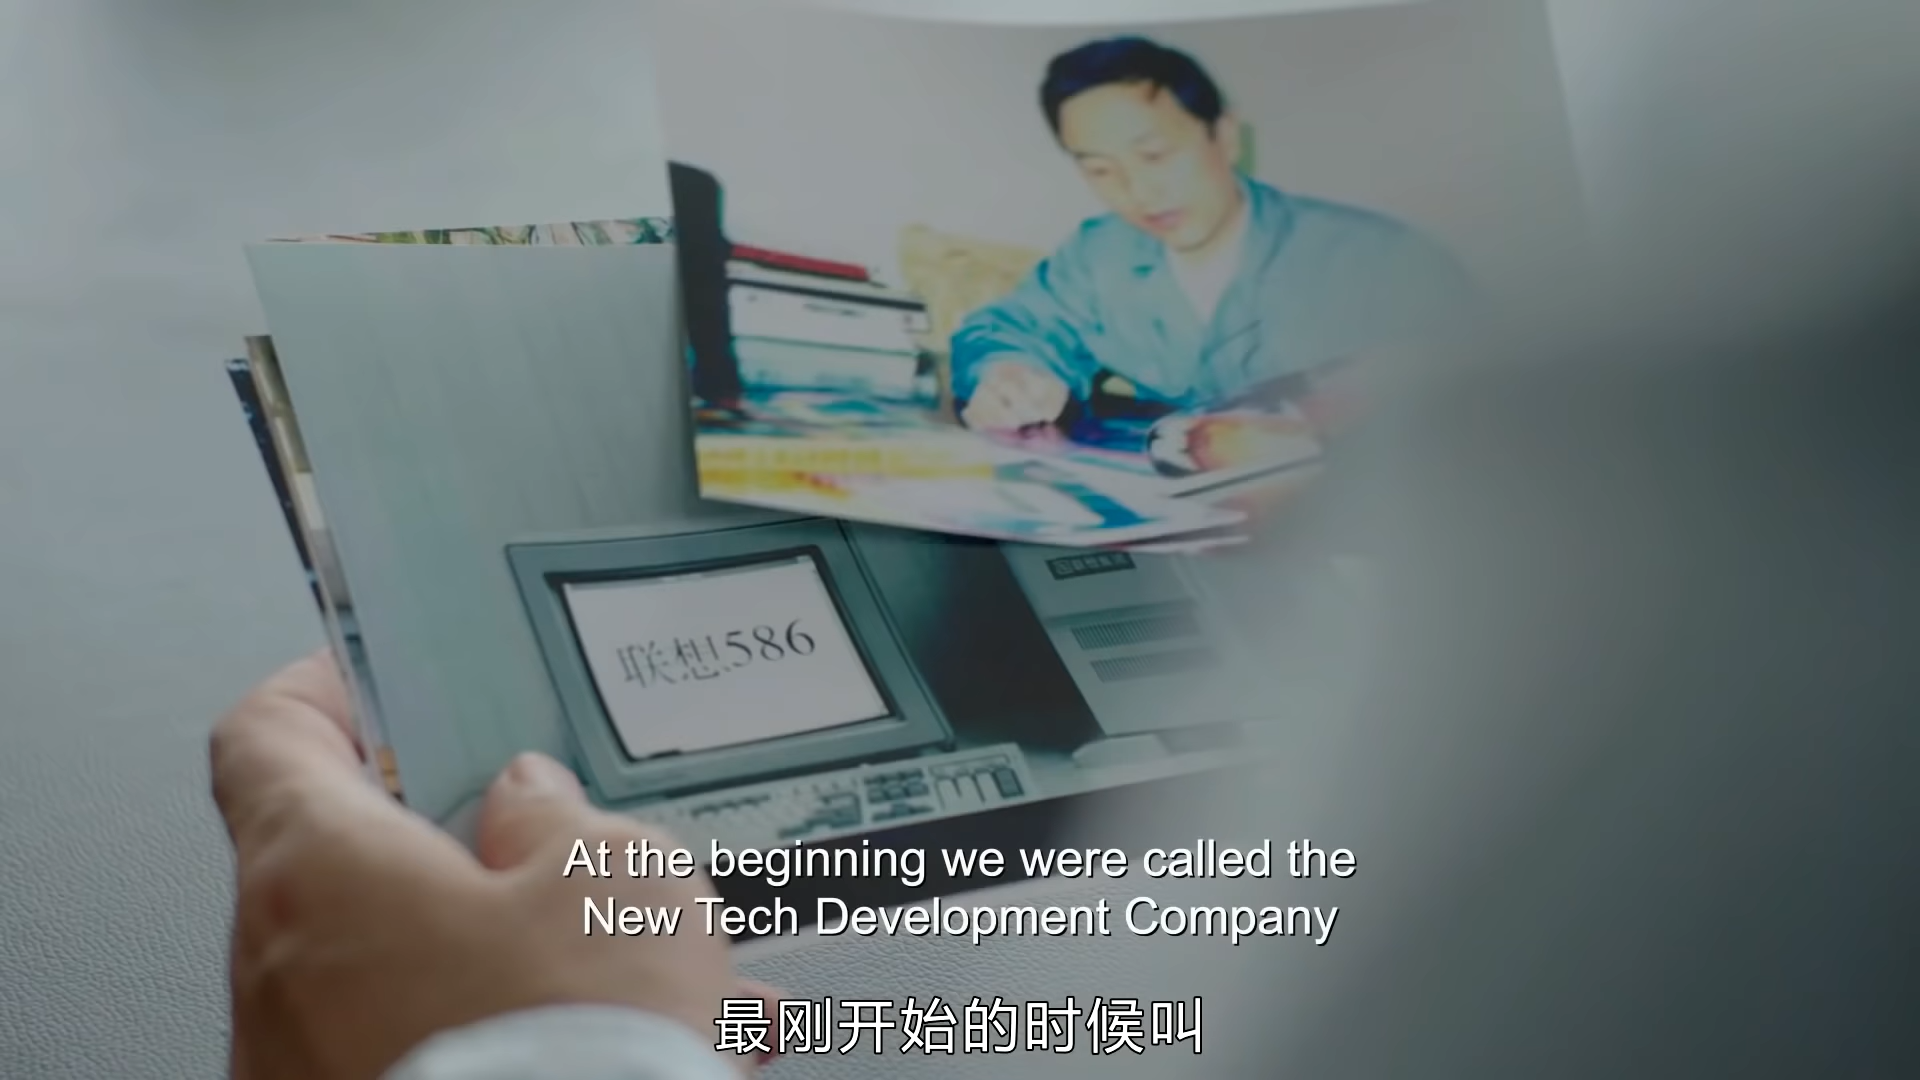 联想586
At the beginning we were called the
New Tech Development Company
最刚开始的时候叫